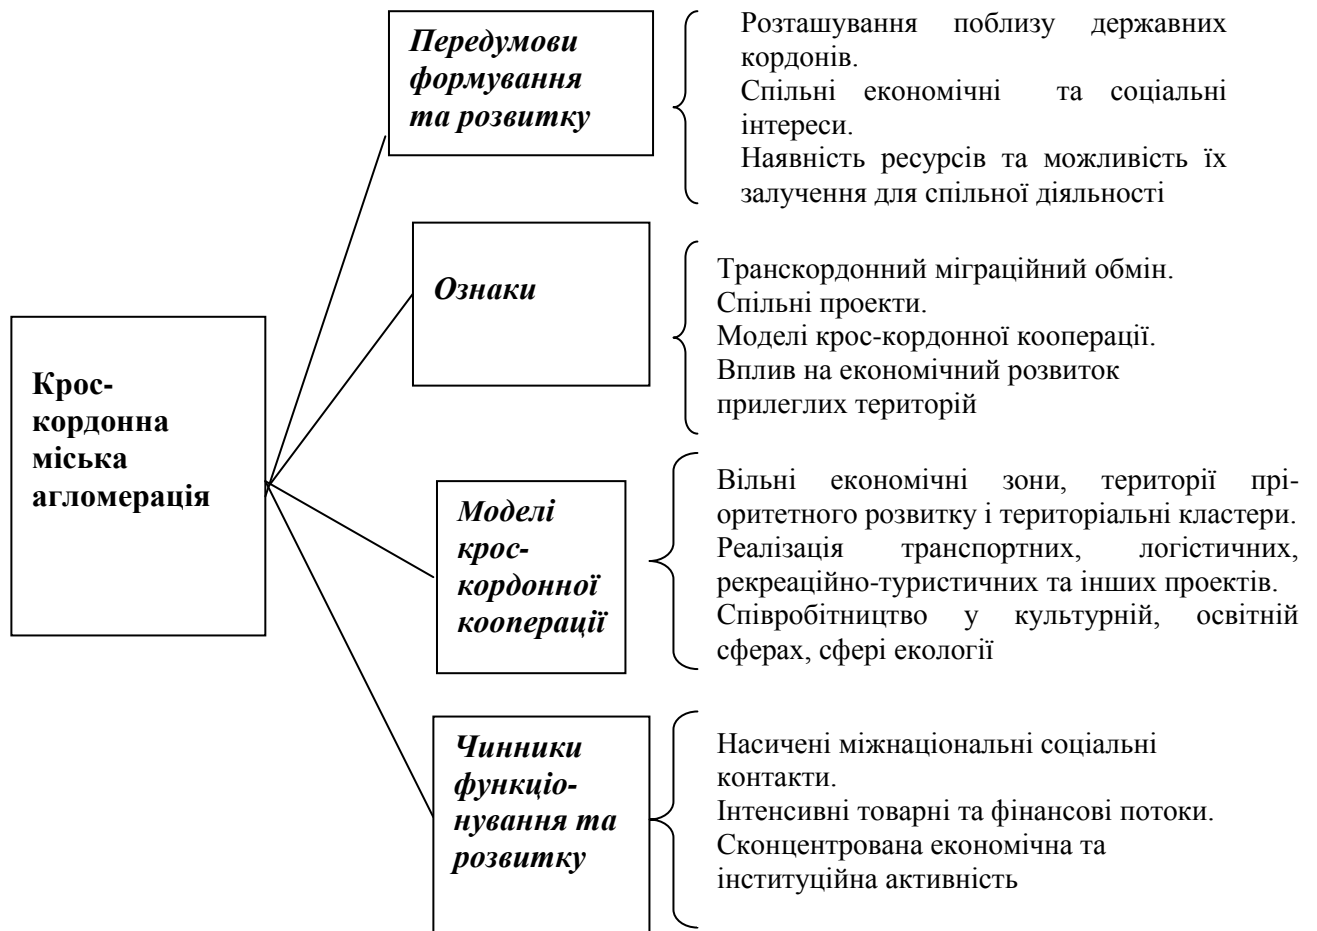 Крос-
кордонна
міська
агломерація
Передумови
формування
та розвитку
Розташування поблизу державних
кордонів.
Спільні економічні та соціальні
інтереси.
Наявність ресурсів та можливість їх
залучення для спільної діяльності
Ознаки
Транскордонний міграційний обмін.
Спільні проекти.
Моделі крос-кордонної кооперації.
Вплив на економічний розвиток
прилеглих територій
Моделі
крос-
кордонної
кооперації
Вільні економічні зони, території прі-
оритетного розвитку і територіальні кластери.
Реалізація транспортних, логістичних,
рекреаційно-туристичних та інших проектів.
Співробітництво у культурній, освітній
сферах, сфері екології
Чинники
функціо-
нування та
розвитку
Насичені міжнаціональні соціальні
контакти.
Інтенсивні товарні та фінансові потоки.
Сконцентрована економічна та
інституційна активність